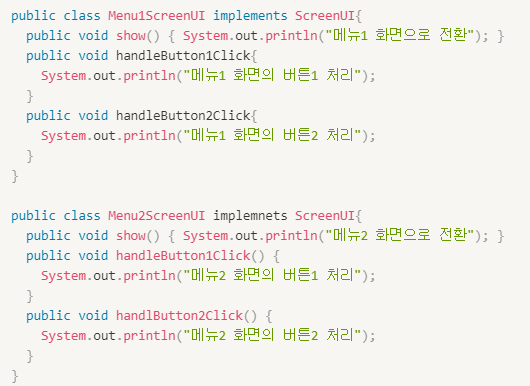 public class Menu1ScreenUI implements ScreenUI{
  public void show() { System.out.println("메뉴1 화면으로 전환"); }
  public void handleButton1Click{
    System.out.println("메뉴1 화면의 버튼1 처리");
  }
  public void handleButton2Click{
    System.out.println("메뉴1 화면의 버튼2 처리");
  }
}

public class Menu2ScreenUI implemnets ScreenUI{
  public void show() { System.out.println("메뉴2 화면으로 전환"); }
  public void handleButton1Click() {
    System.out.println("메뉴2 화면의 버튼1 처리");
  }
  public void handlButton2Click() {
    System.out.println("메뉴2 화면의 버튼2 처리");
  }
}